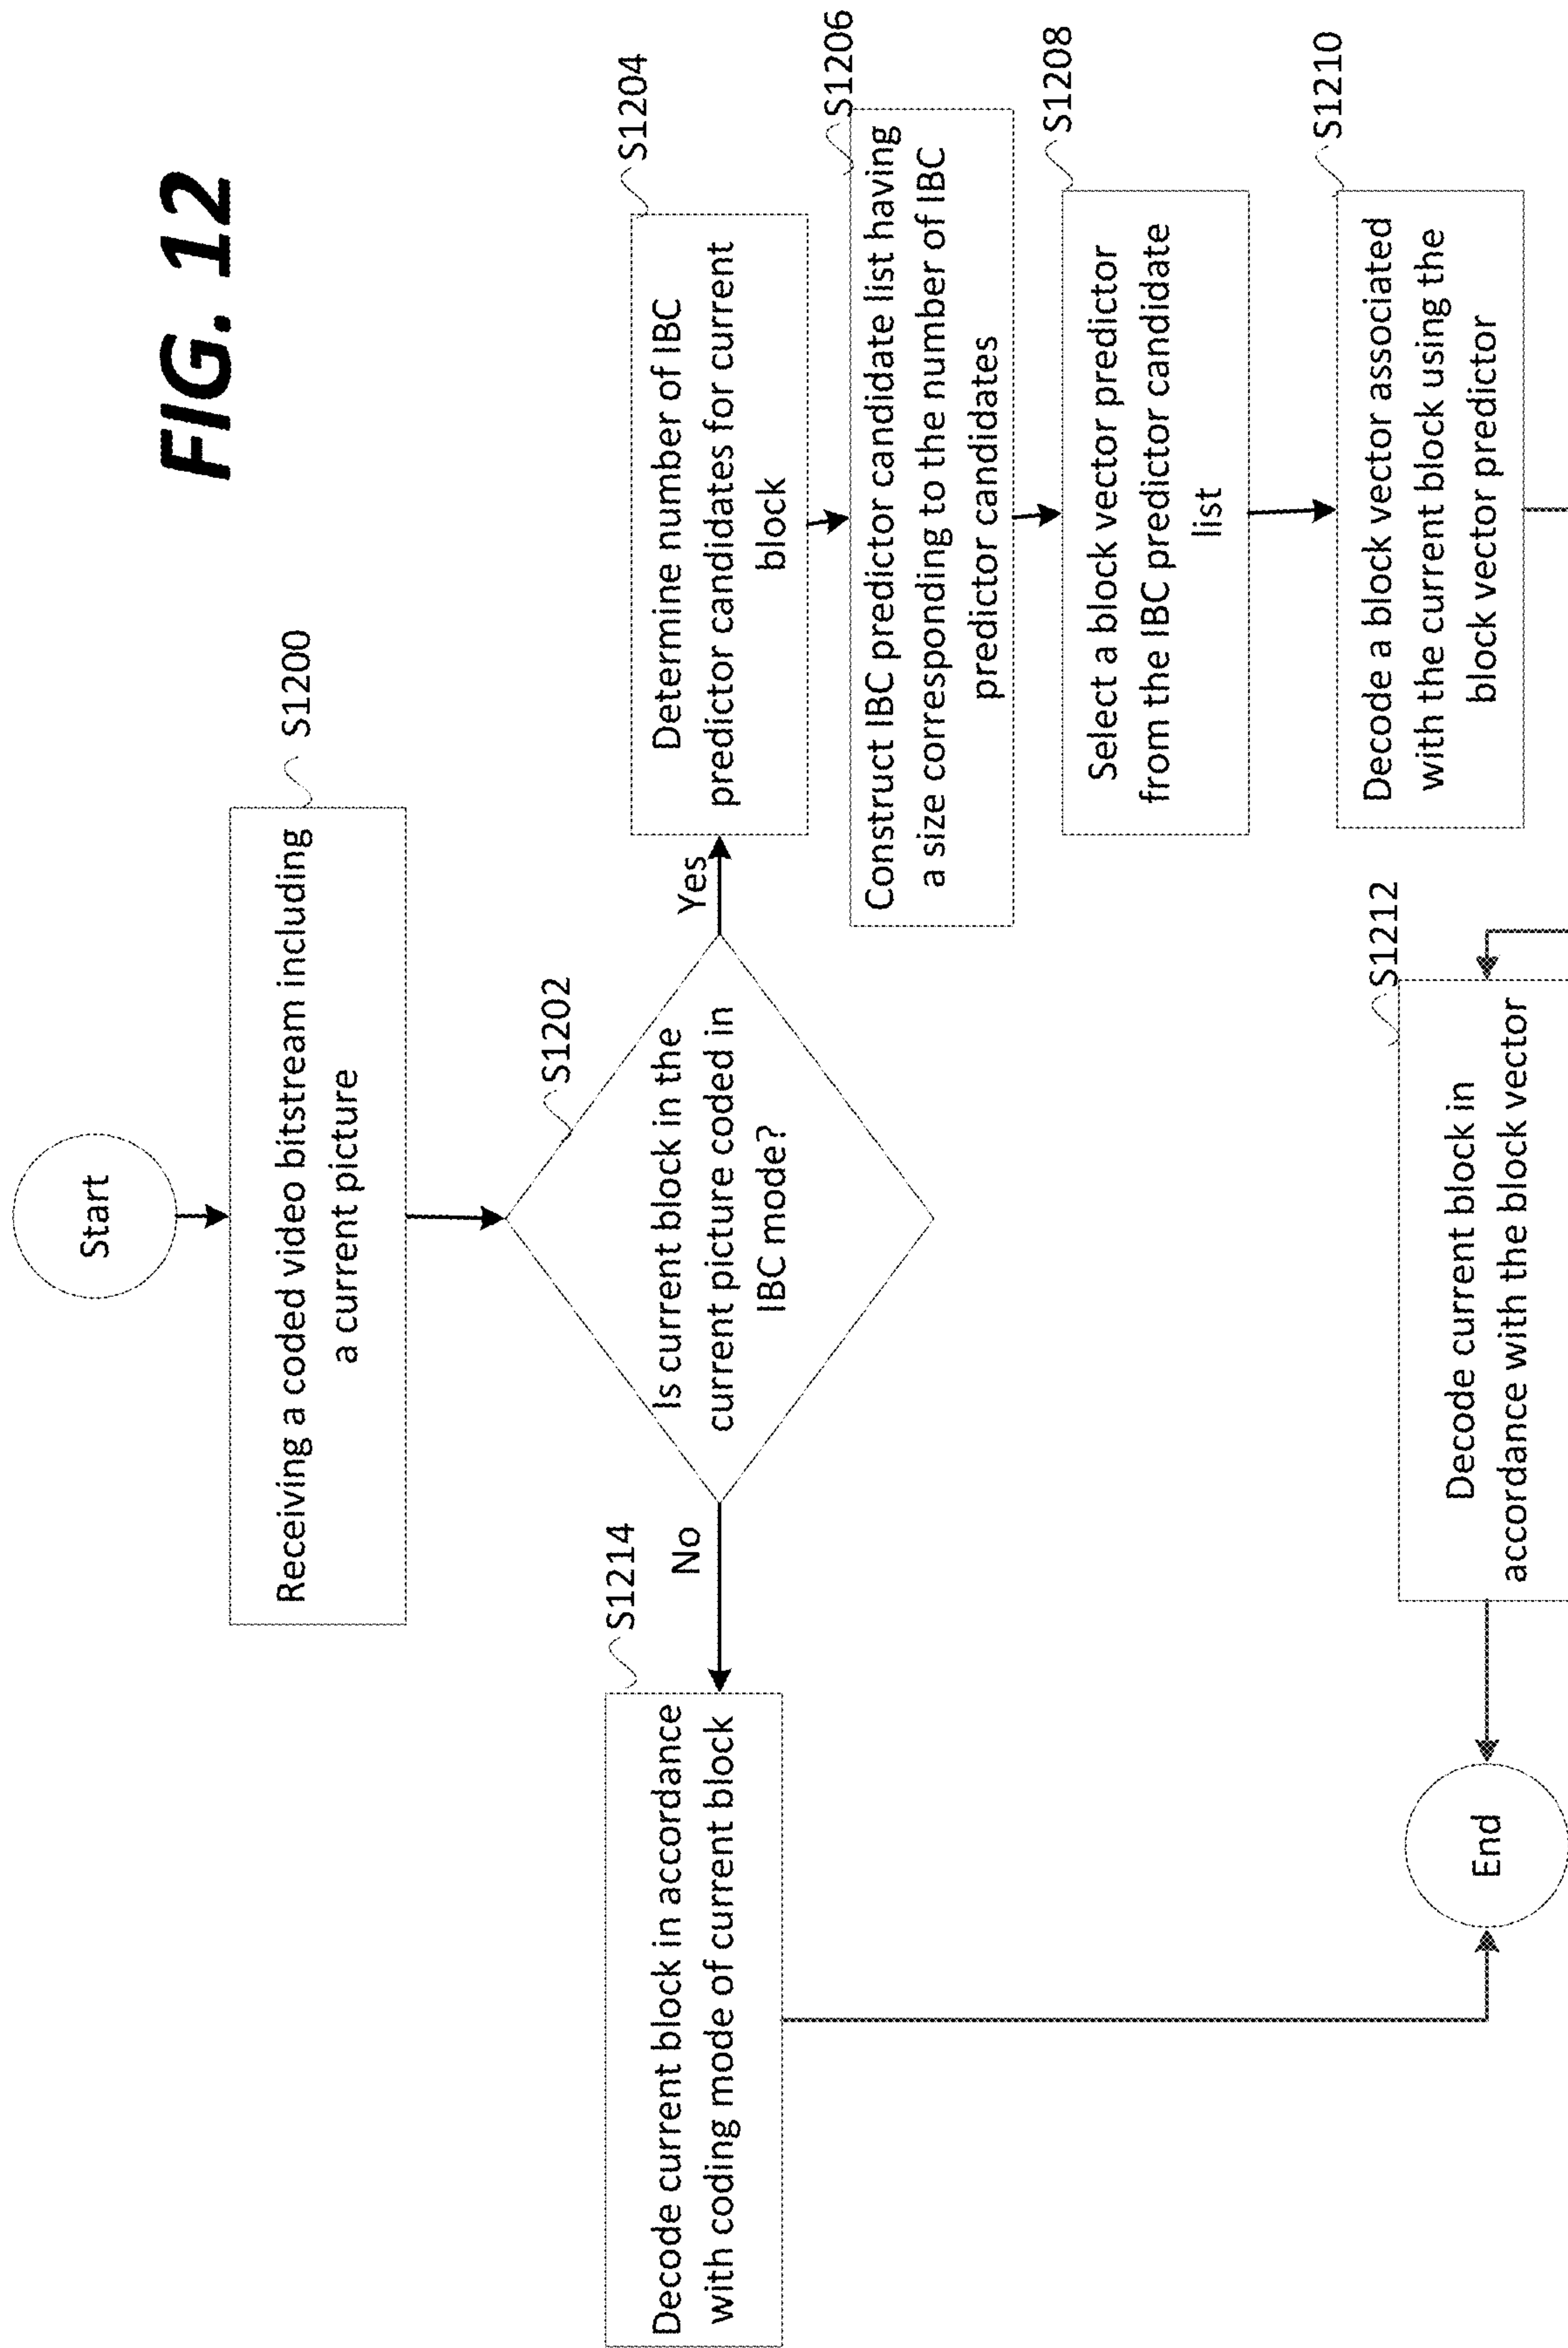 FIG. 12
Start
S1200
Receiving a coded video bitstream including
a current picture
S1202
Is current block in the
current picture coded in
IBC mode?
No
Yes
S1214
Decode current block in accordance
with coding mode of current block
S1204
Determine number of IBC
predictor candidates for current
block
S1206
Construct IBC predictor candidate list having
a size corresponding to the number of IBC
predictor candidates
S1208
Select a block vector predictor
from the IBC predictor candidate
list
S1210
Decode a block vector associated
with the current block using the
block vector predictor
S1212
Decode current block in
accordance with the block vector
End